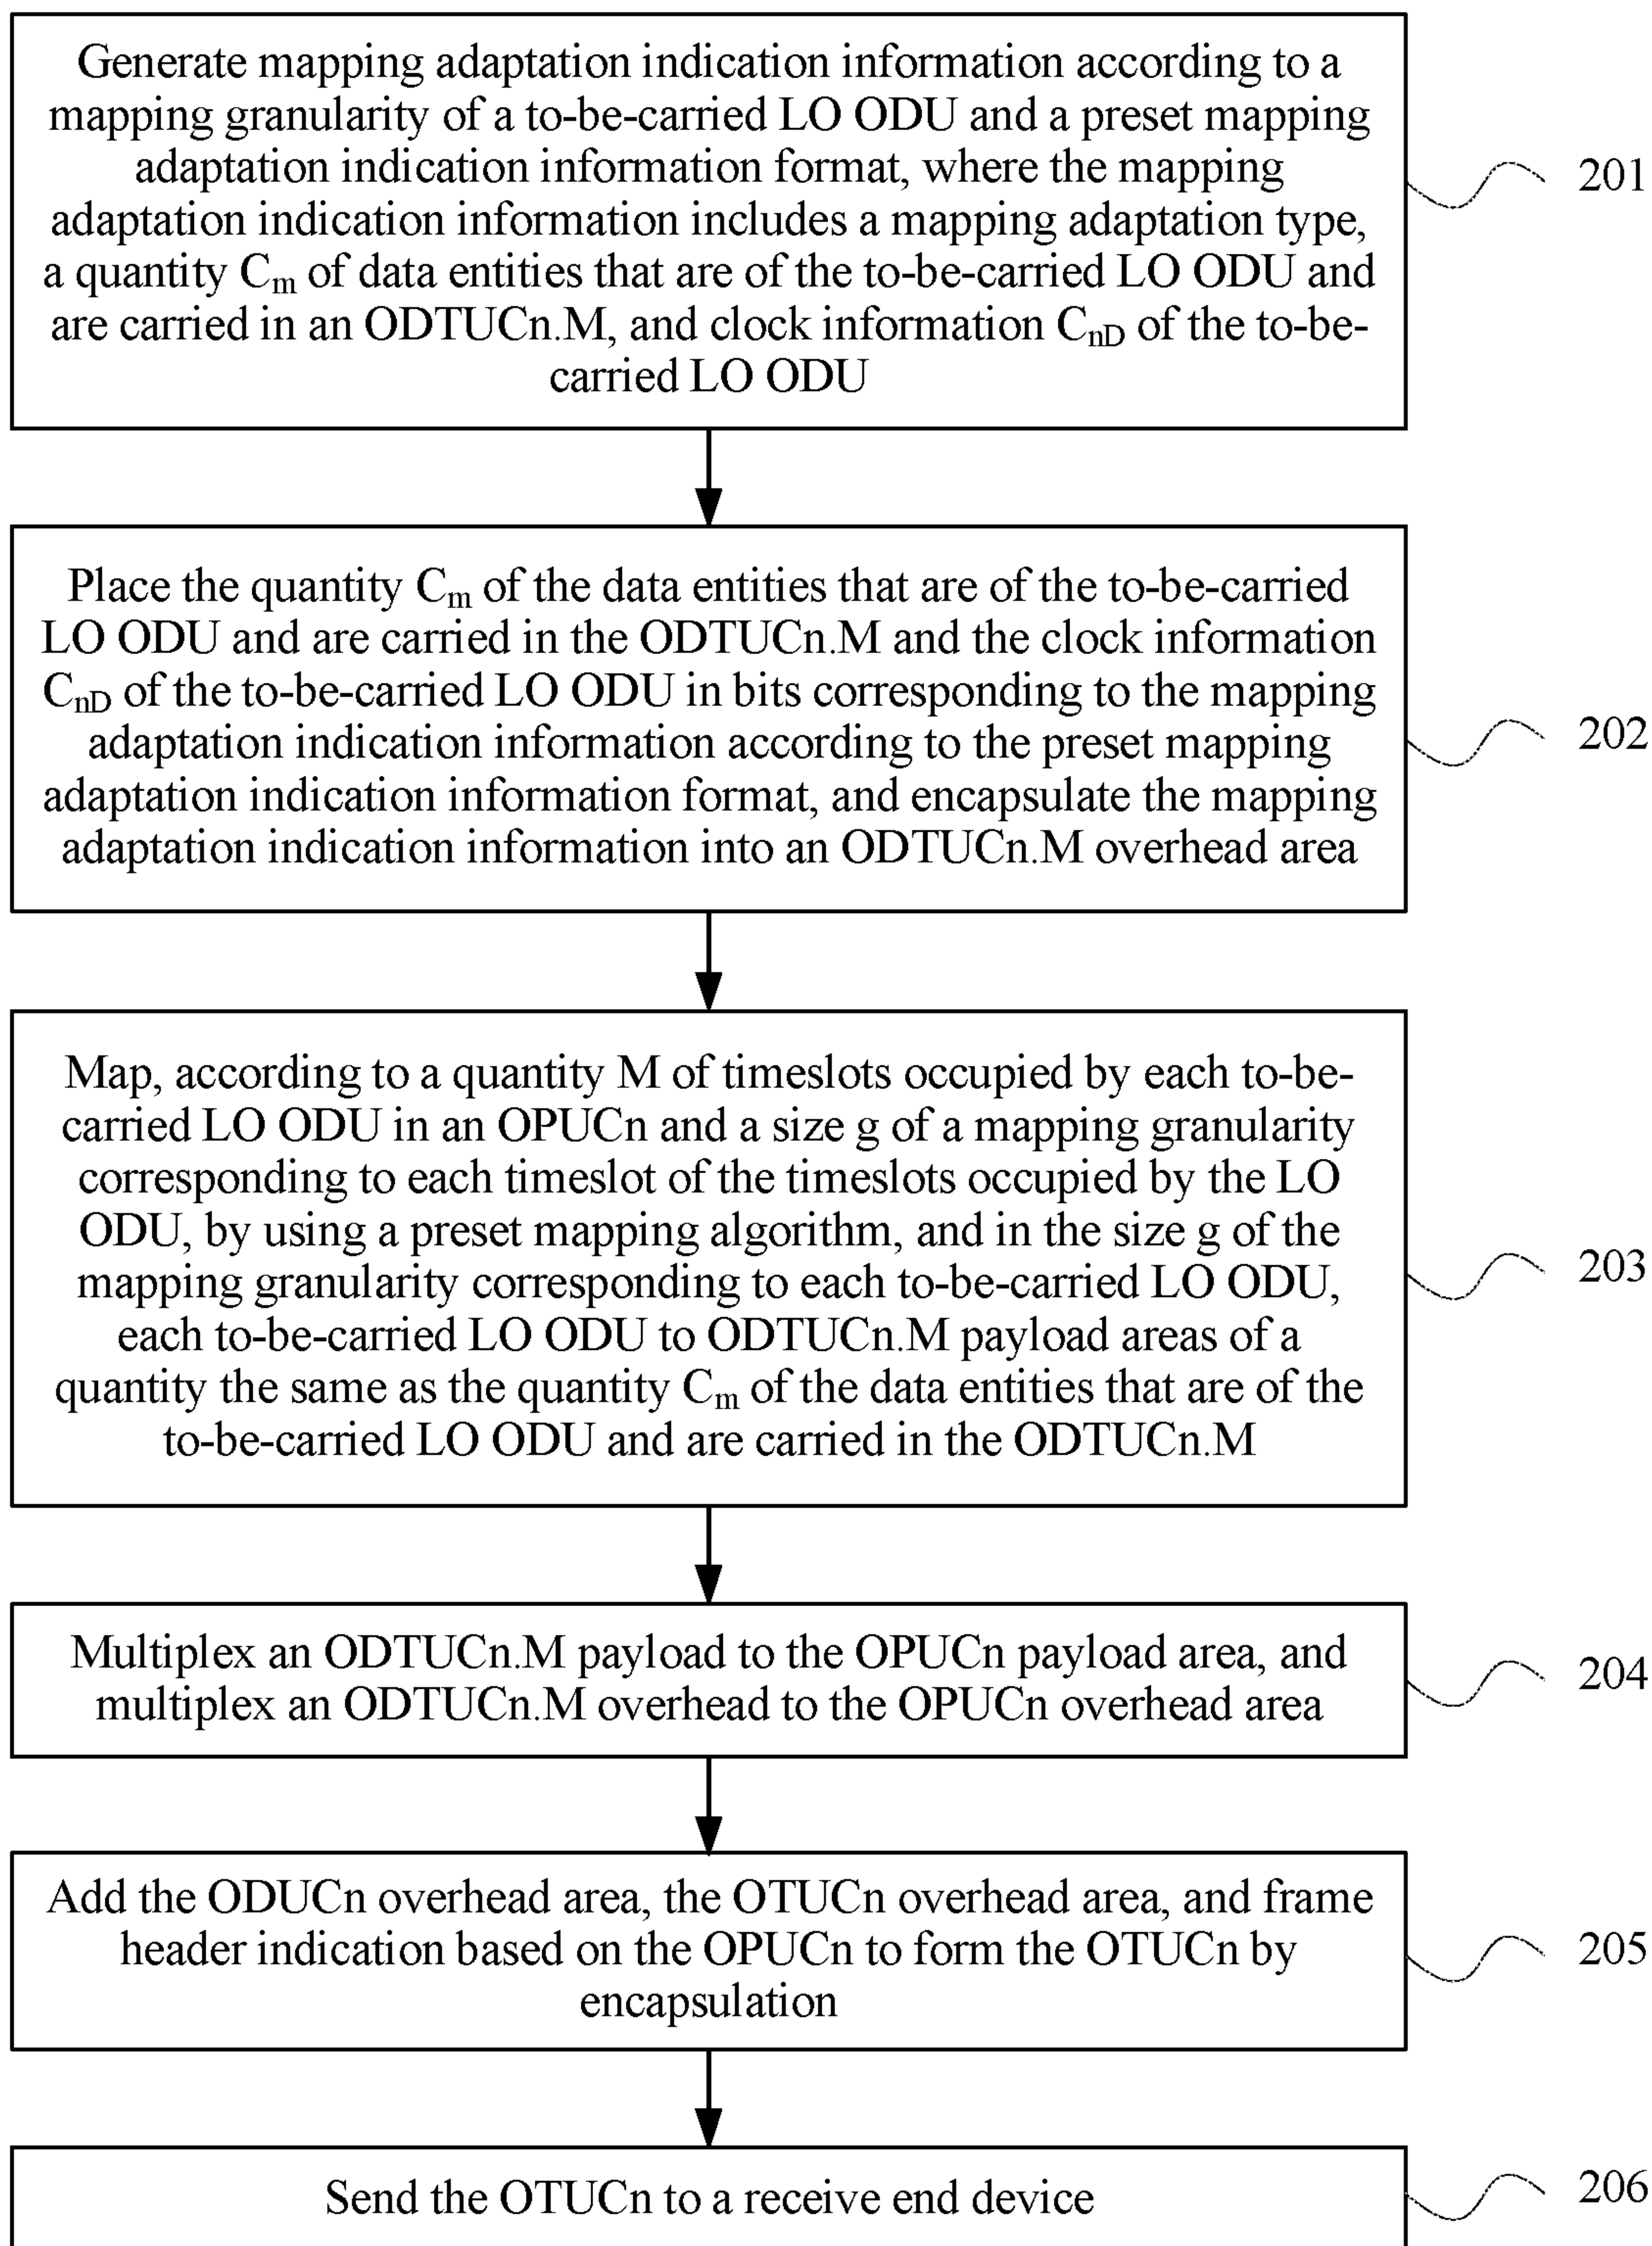 Generate mapping adaptation indication information according to a
mapping granularity of a to-be-carried LO ODU and a preset mapping
adaptation indication information format, where the mapping
adaptation indication information includes a mapping adaptation type,
a quantity Cm of data entities that are of the to-be-carried LO ODU and
are carried in an ODTUCn.M, and clock information CnD of the to-be-
carried LO ODU
201
Place the quantity Cm of the data entities that are of the to-be-carried
LO ODU and are carried in the ODTUCn.M and the clock information
CnD of the to-be-carried LO ODU in bits corresponding to the mapping
adaptation indication information according to the preset mapping
adaptation indication information format, and encapsulate the mapping
adaptation indication information into an ODTUCn.M overhead area
202
Map, according to a quantity M of timeslots occupied by each to-be-
carried LO ODU in an OPUCn and a size g of a mapping granularity
corresponding to each timeslot of the timeslots occupied by the LO
ODU, by using a preset mapping algorithm, and in the size g of the
mapping granularity corresponding to each to-be-carried LO ODU,
each to-be-carried LO ODU to ODTUCn.M payload areas of a
quantity the same as the quantity Cm of the data entities that are of the
to-be-carried LO ODU and are carried in the ODTUCn.M
203
Multiplex an ODTUCn.M payload to the OPUCn payload area, and
multiplex an ODTUCn.M overhead to the OPUCn overhead area
204
Add the ODUCn overhead area, the OTUCn overhead area, and frame
header indication based on the OPUCn to form the OTUCn by
encapsulation
205
Send the OTUCn to a receive end device
206